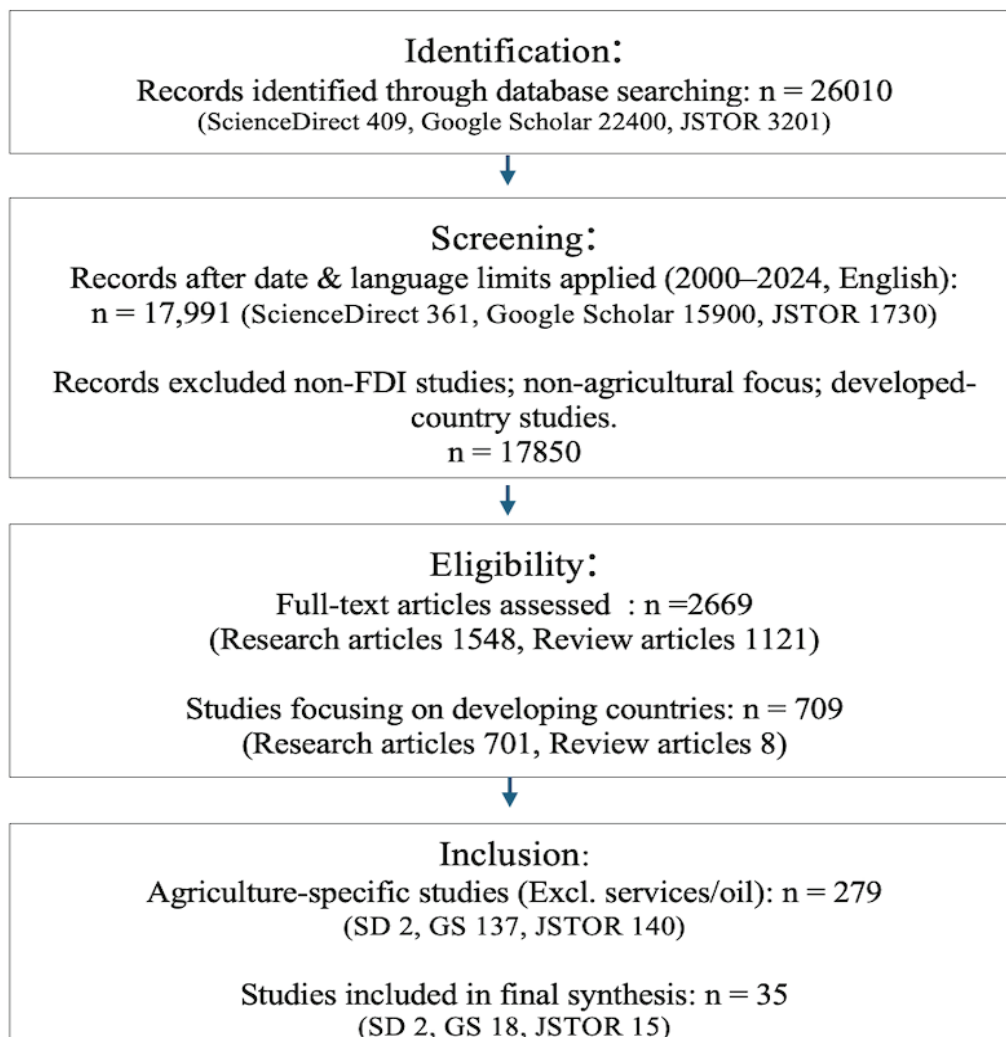 Identification:
Records identified through database searching: n = 26010
(ScienceDirect 409, Google Scholar 22400, JSTOR 3201)
Screening:
Records after date & language limits applied (2000–2024, English):
n = 17,991 (ScienceDirect 361, Google Scholar 15900, JSTOR 1730)
Records excluded non-FDI studies; non-agricultural focus; developed-
country studies.
n = 17850
Eligibility:
Full-text articles assessed : n =2669
(Research articles 1548, Review articles 1121)
Studies focusing on developing countries: n = 709
(Research articles 701, Review articles 8)
Inclusion:
Agriculture-specific studies (Excl. services/oil): n = 279
(SD 2, GS 137, JSTOR 140)
Studies included in final synthesis: n = 35
(SD 2, GS 18, JSTOR 15)